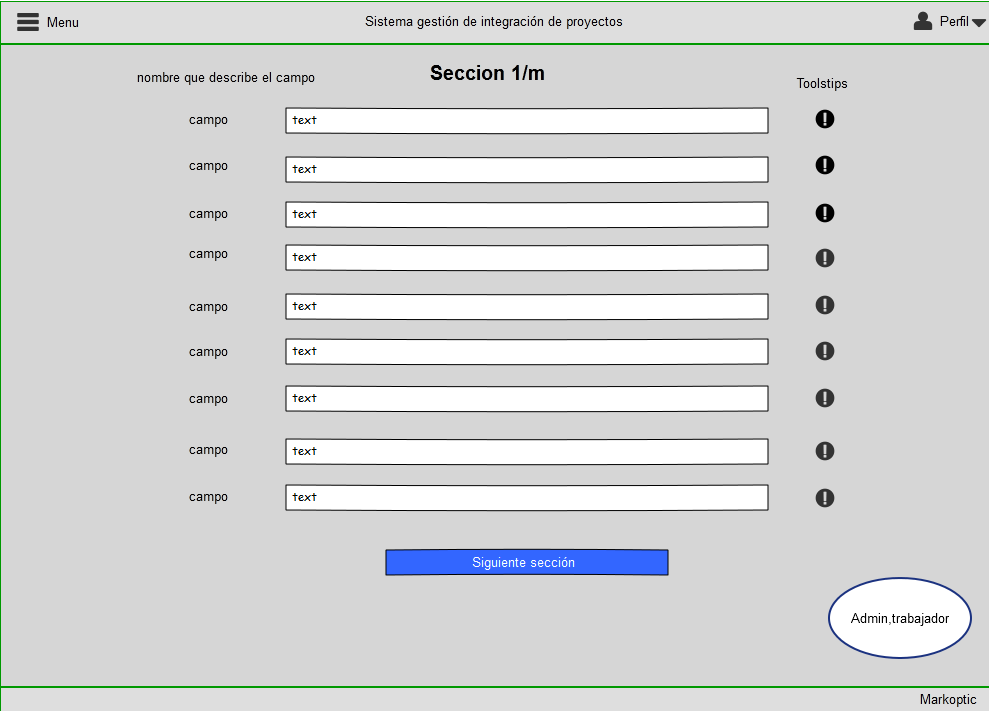 Menu
Sistema gestión de integración de proyectos
Perfil
nombre que describe el campo
Seccion 1/m
Toolstips
campo
text
campo
text
campo
text
campo
text
campo
text
campo
text
campo
text
campo
text
campo
text
Siguiente sección
Admin,trabajador
Markoptic